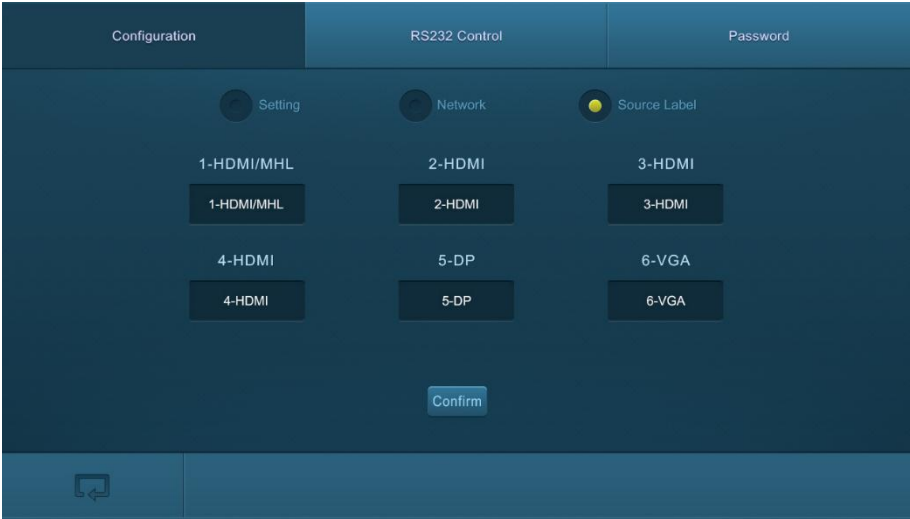 Configuration RS232 Control Password
Setting Network Source Label
1-HDMI/MHL 2-HDMI 3-HDMI
1-HDMI/MHL 2-HDMI 3-HDMI
4-HDMI 5-DP 6-VGA
4-HDMI 5-DP 6-VGA
Confirm